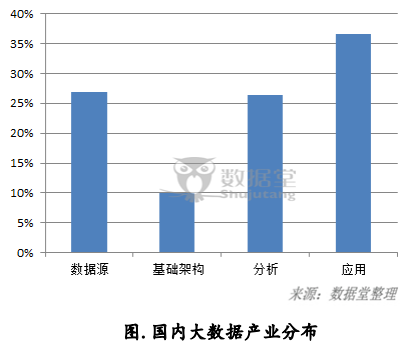 40%
35%
30%
25%
20%
15%
10%
5%
0%
数据堂
Shujutang
数据源 基础架构 分析 应用
来源：数据堂整理
图.国内大数据产业分布